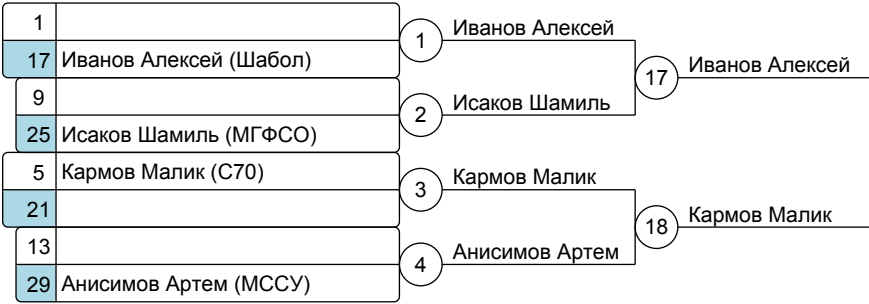 1
17 Иванов Алексей (Шабол)
1 Иванов Алексей
9
25 Исаков Шамиль (МГФСО)
2 Исаков Шамиль
17 Иванов Алексей
5 Кармов Малик (С70)
21
3 Кармов Малик
13
29 Анисимов Артем (МССУ)
4 Анисимов Артем
18 Кармов Малик